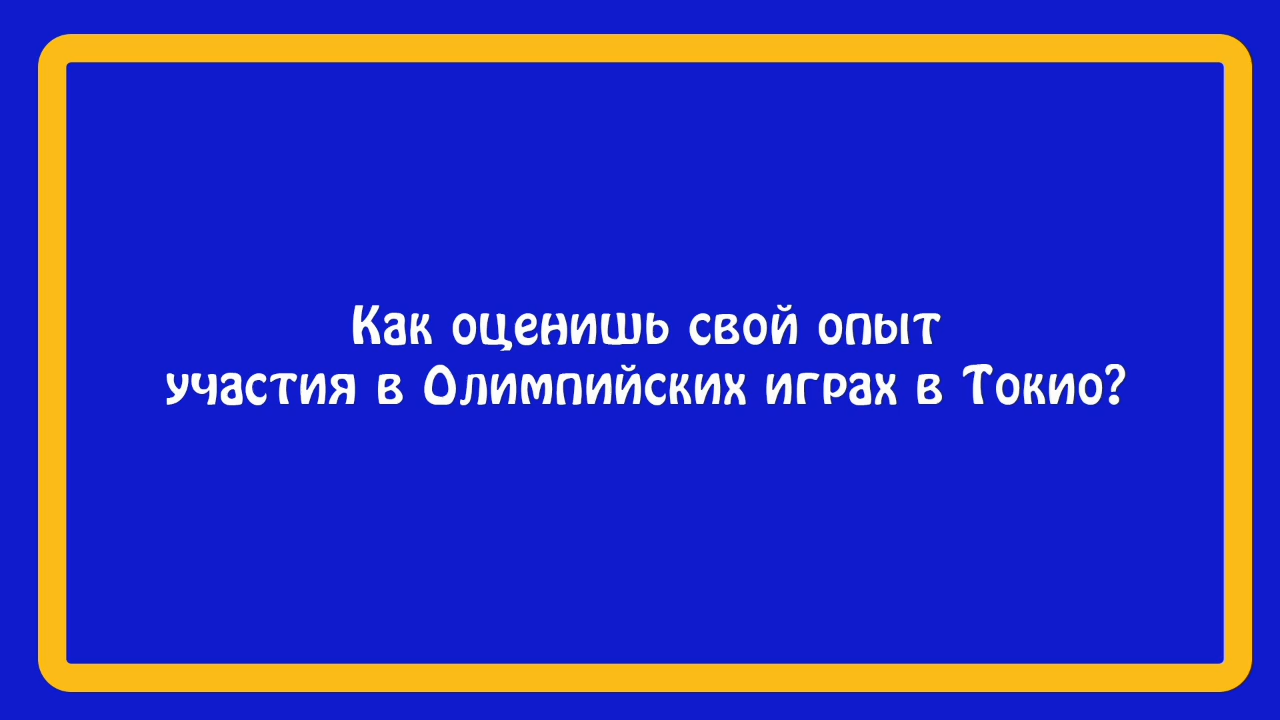 Как оценишь свой опыт
участия в Олимпийских играх в Токио?